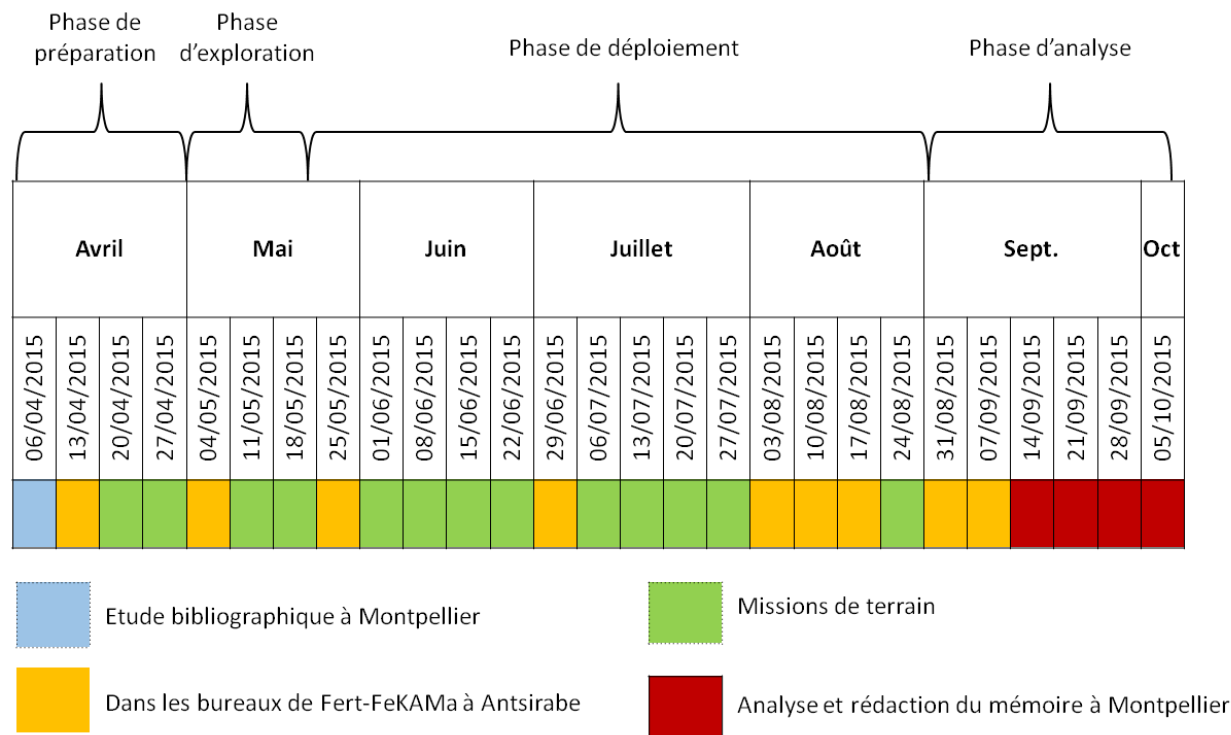 Phase de
préparation
Phase
d’exploration
Phase de déploiement
Phase d’analyse
Avril
Mai
Juin
Juillet
Août
Sept.
Oct
06/04/2015
13/04/2015
20/04/2015
27/04/2015
04/05/2015
11/05/2015
18/05/2015
25/05/2015
01/06/2015
08/06/2015
15/06/2015
22/06/2015
29/06/2015
06/07/2015
13/07/2015
20/07/2015
27/07/2015
03/08/2015
10/08/2015
17/08/2015
24/08/2015
31/08/2015
07/09/2015
14/09/2015
21/09/2015
28/09/2015
05/10/2015
Etude bibliographique à Montpellier
Missions de terrain
Dans les bureaux de Fert-FeKAMa à Antsirabe
Analyse et rédaction du mémoire à Montpellier